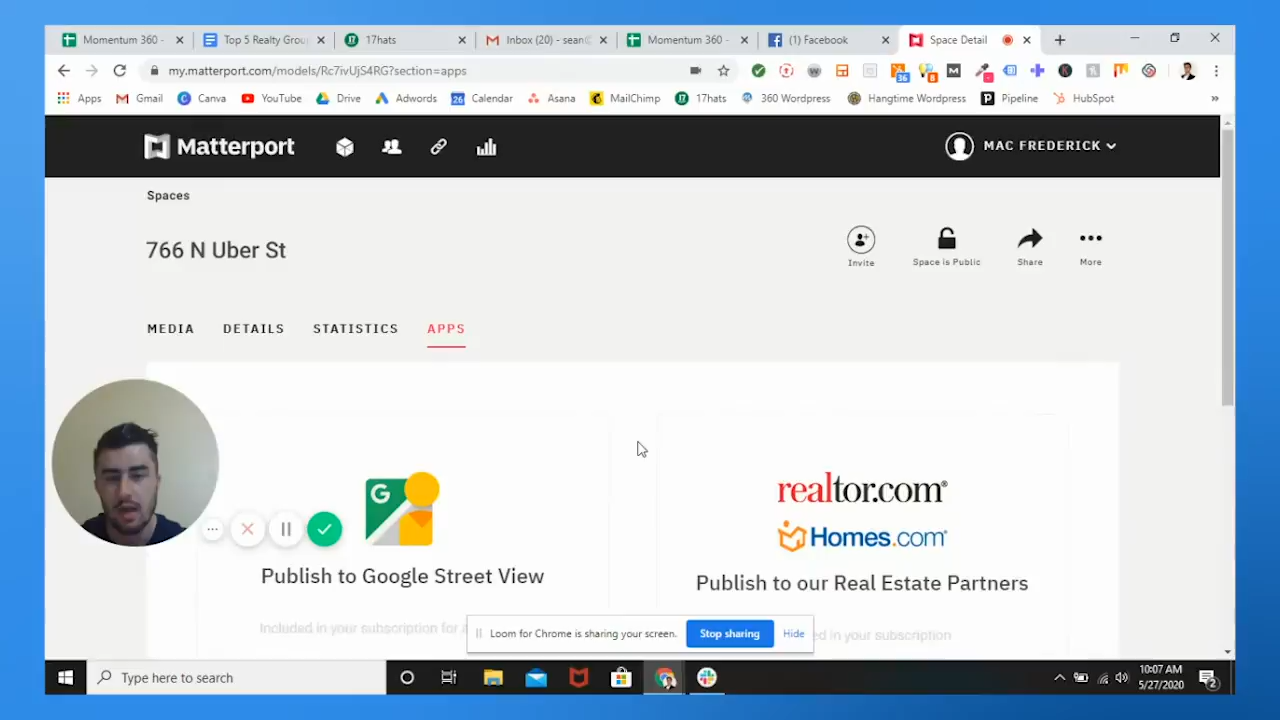 Momentum 360 -
Top 5 Realty Grou
17hats
Inbox (20) - sean@
Momentum 360 -
(1) Facebook
Space Detail
my.matterport.com/models/Rc7ivUjS4RG?section=apps
36
8
Apps
Gmail
Canva
YouTube
Drive
Adwords
26
Calendar
Asana
MailChimp
17hats
360 Wordpress
Hangtime Wordpress
Pipeline
HubSpot
»
Matterport
MAC FREDERICK
Spaces
766 N Uber St
Invite
Space is Public
Share
More
MEDIA
DETAILS
STATISTICS
APPS
G
realtor.com®
Homes.com
Publish to Google Street View
Publish to our Real Estate Partners
Included in your subscription for
ed in your subscription
Loom for Chrome is sharing your screen.
Stop sharing
Hide
Type here to search
10:07 AM
5/27/2020
2